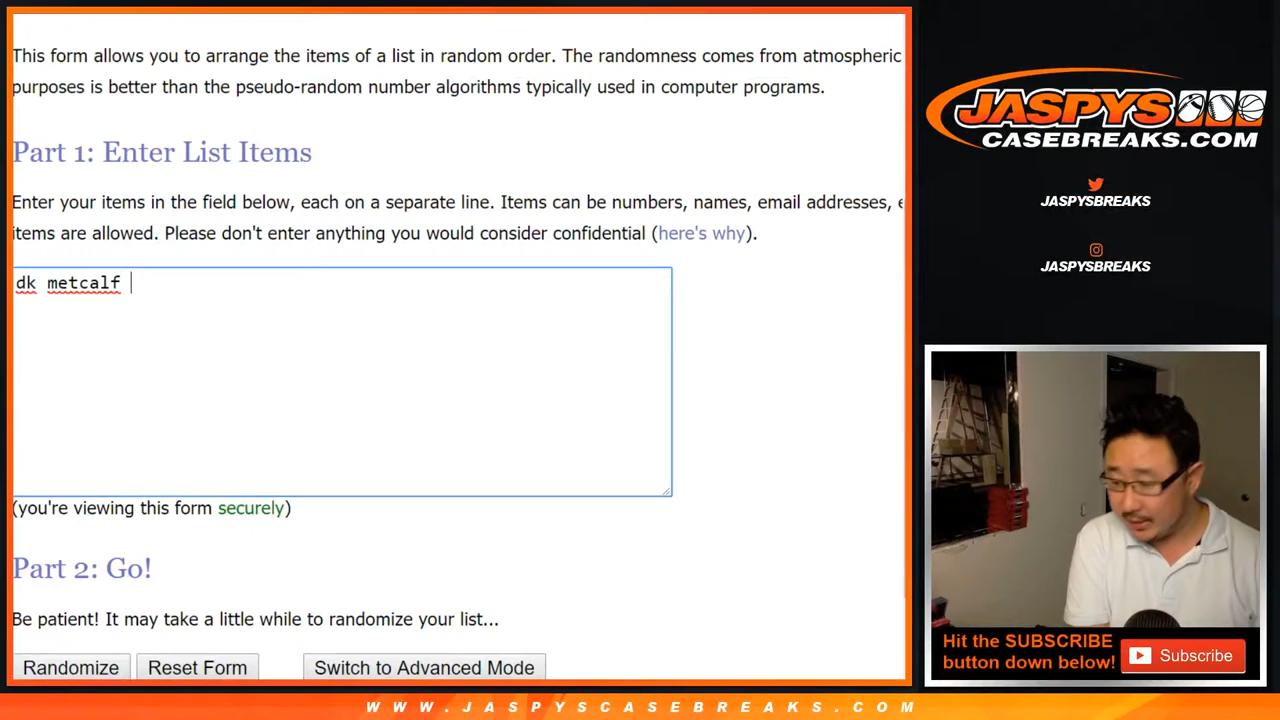 This form allows you to arrange the items of a list in random order. The randomness comes from atmospheric
purposes is better than the pseudo-random number algorithms typically used in computer programs.
Part 1: Enter List Items
Enter your items in the field below, each on a separate line. Items can be numbers, names, email addresses, e
items are allowed. Please don't enter anything you would consider confidential (here's why).
dk metcalf
(you're viewing this form securely)
Part 2: Go!
Be patient! It may take a little while to randomize your list...
Randomize Reset Form Switch to Advanced Mode
JASPYS
CASEBREAKS.COM
JASPYSBREAKS
JASPYSBREAKS
Hit the SUBSCRIBE
button down below!
Subscribe
WWW.JASPYSCASEBREAKS.COM